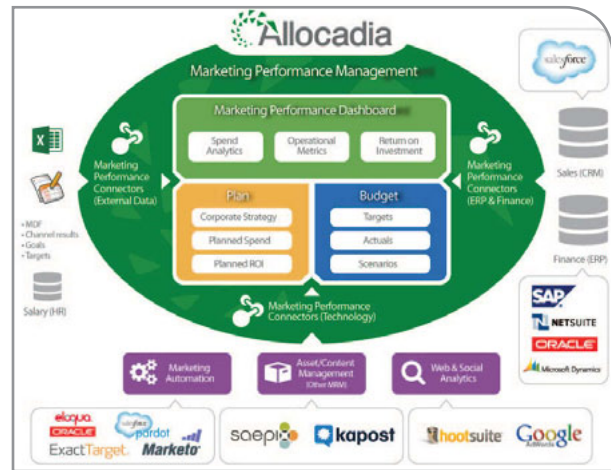 Allocadia
Marketing Performance Management
Marketing Performance Dashboard
Spend
Analytics
Operational
Metrics
Return on
Investment
Marketing
Performance
Connectors
(External Data)
Marketing
Performance
Connectors
(ERP & Finance)
Plan
Corporate Strategy
Planned Spend
Planned ROI
Budget
Targets
Actuals
Scenarios
Marketing Performance
Connectors (Technology)
• MDF
• Channel results
• Goals
• Targets
Salary (HR)
salesforce
Sales (CRM)
Finance (ERP)
SAP
N NETSUITE
ORACLE
Microsoft Dynamics
Marketing
Automation
Asset/Content
Management
(Other MRM)
Web & Social
Analytics
eloqua
ORACLE
salesforce
pardot
ExactTarget.
Marketo
saepio
kapost
hootsuite
Google
AdWords